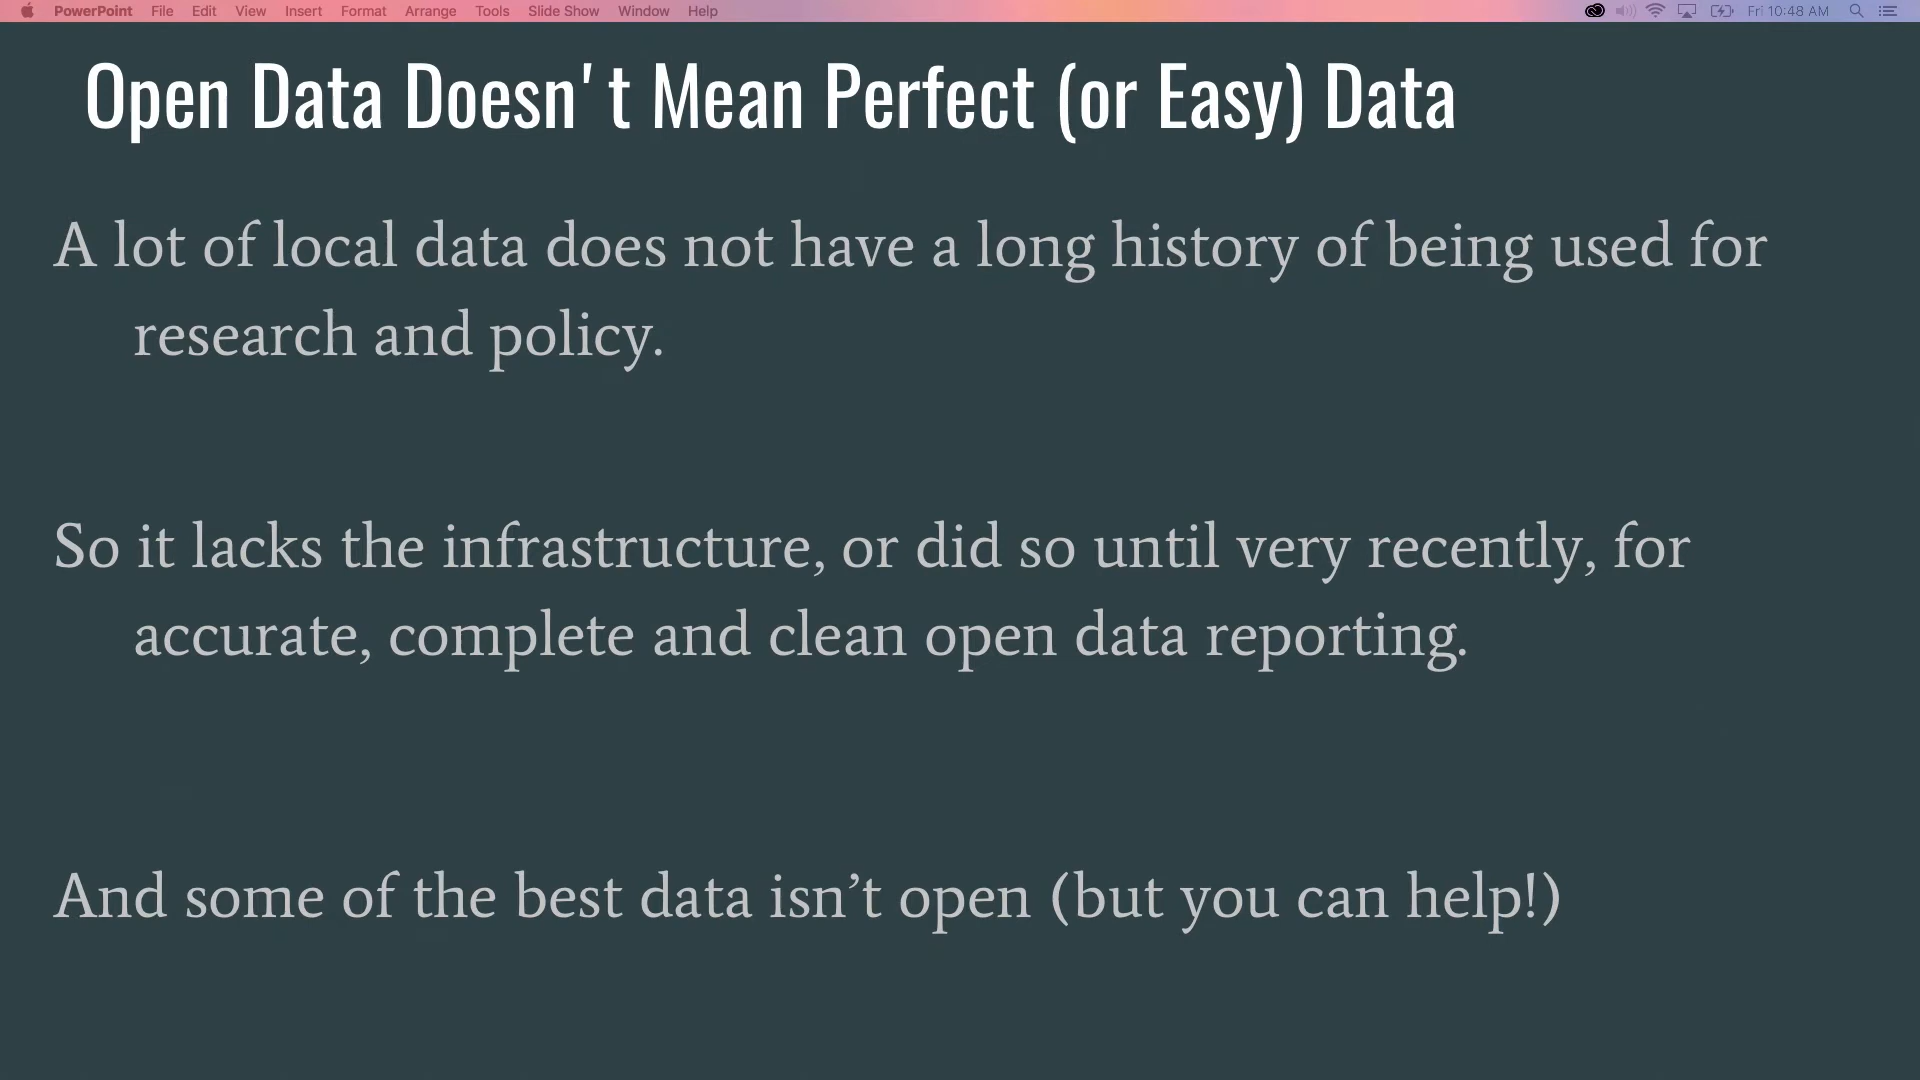 PowerPoint File Edit View Insert Format Arrange Tools Slide Show Window Help Fri 10:48 AM
Open Data Doesn't Mean Perfect (or Easy) Data
A lot of local data does not have a long history of being used for
research and policy.
So it lacks the infrastructure, or did so until very recently, for
accurate, complete and clean open data reporting.
And some of the best data isn’t open (but you can help!)